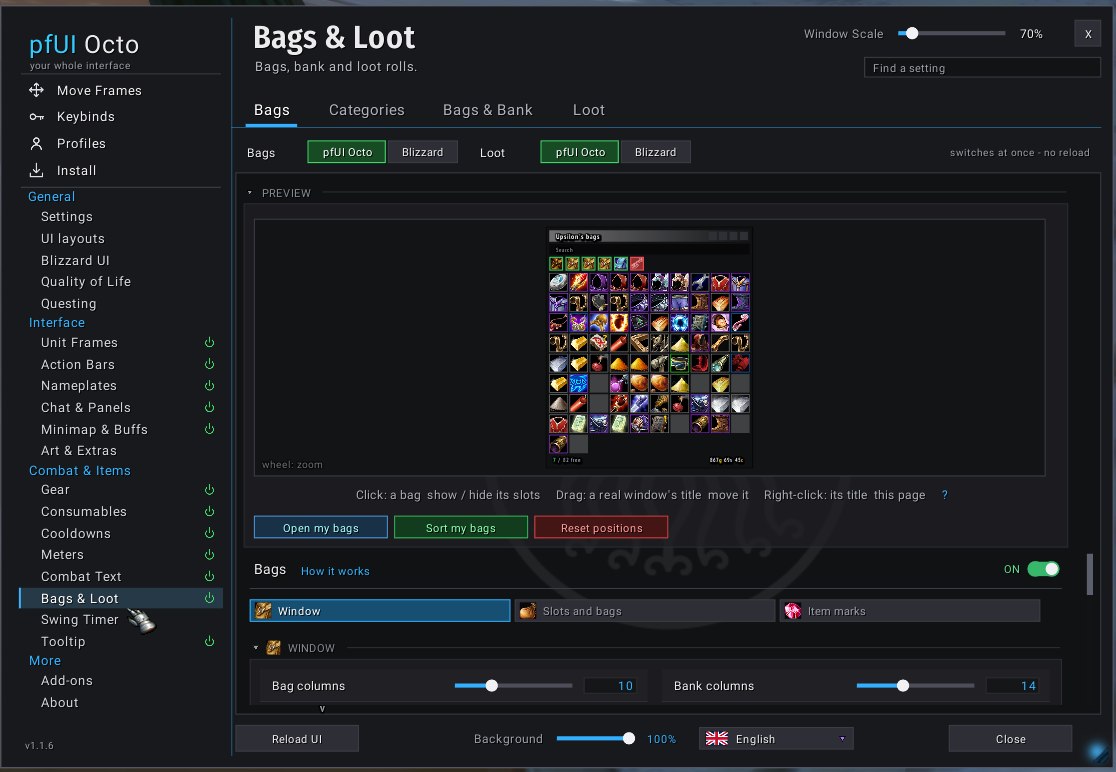 pfUI Octo
your whole interface
Move Frames
Keybinds
Profiles
Install
General
Settings
UI layouts
Blizzard UI
Quality of Life
Questing
Interface
Unit Frames
Action Bars
Nameplates
Chat & Panels
Minimap & Buffs
Art & Extras
Combat & Items
Gear
Consumables
Cooldowns
Meters
Combat Text
Bags & Loot
Swing Timer
Tooltip
More
Add-ons
About
v1.1.6
Bags & Loot
Bags, bank and loot rolls.
Window Scale 70% X
Find a setting
Bags Categories Bags & Bank Loot
Bags pfUI Octo Blizzard Loot pfUI Octo Blizzard switches at once - no reload
PREVIEW
Upsilon's bags
Search
7 / 82 free 867g 69s 45c
wheel: zoom
Click: a bag show / hide its slots Drag: a real window's title move it Right-click: its title this page ?
Open my bags Sort my bags Reset positions
Bags How it works ON
Window Slots and bags Item marks
WINDOW
Bag columns 10 Bank columns 14
v
Reload UI Background 100% English Close